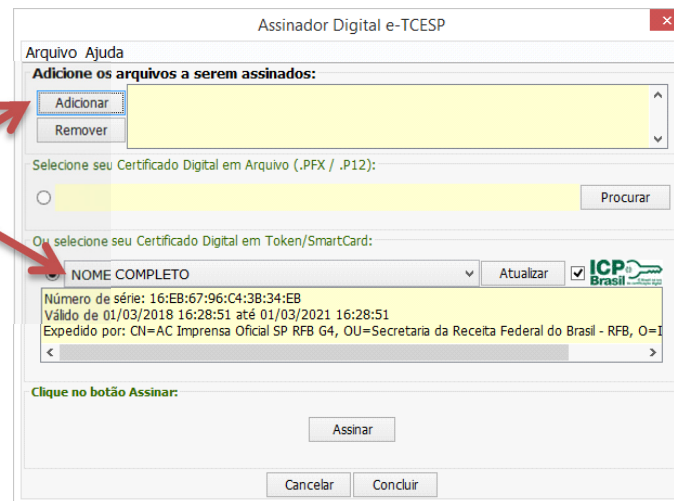 Assinador Digital e-TCESP
Arquivo Ajuda
Adicione os arquivos a serem assinados:
Adicionar
Remover
Selecione seu Certificado Digital em Arquivo (.PFX / .P12):
Procurar
Ou selecione seu Certificado Digital em Token/SmartCard:
NOME COMPLETO
Atualizar
ICP
Brasil
Número de série: 16:EB:67:96:C4:3B:34:EB
Válido de 01/03/2018 16:28:51 até 01/03/2021 16:28:51
Expedido por: CN=AC Imprensa Oficial SP RFB G4, OU=Secretaria da Receita Federal do Brasil - RFB, O=I
Clique no botão Assinar:
Assinar
Cancelar Concluir